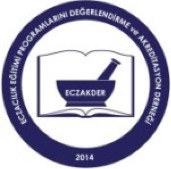 ECZACILIK EĞİTİMİ PROGRAMLARINI DEĞERLENDİRME ve AKREDİTASYON DERNEĞİ
ECZAKDER
2014